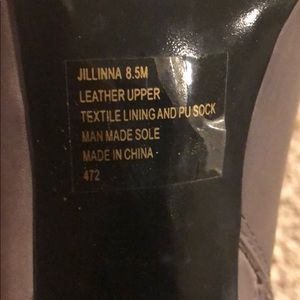 JILLINNA 8.5M
LEATHER UPPER
TEXTILE LINING AND PU SOCK
MAN MADE SOLE
MADE IN CHINA
472